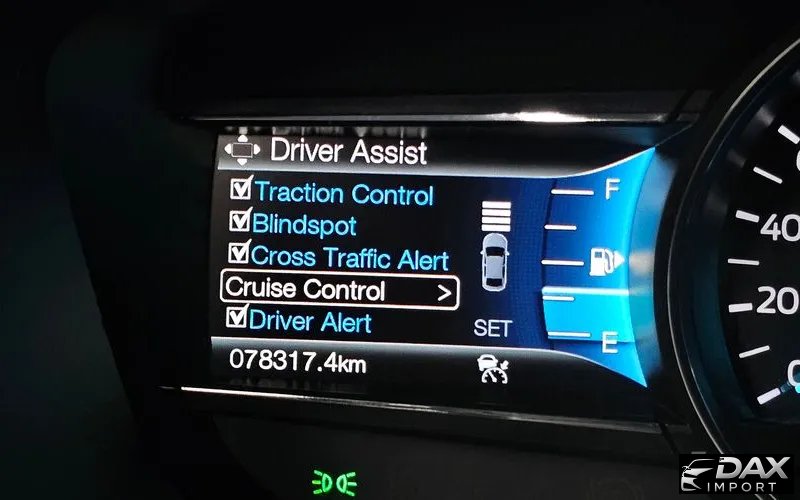 Driver Assist
Traction Control
Blindspot
Cross Traffic Alert
Cruise Control >
Driver Alert
078317.4km
SET
F
E
40
20
0
DAX
IMPORT